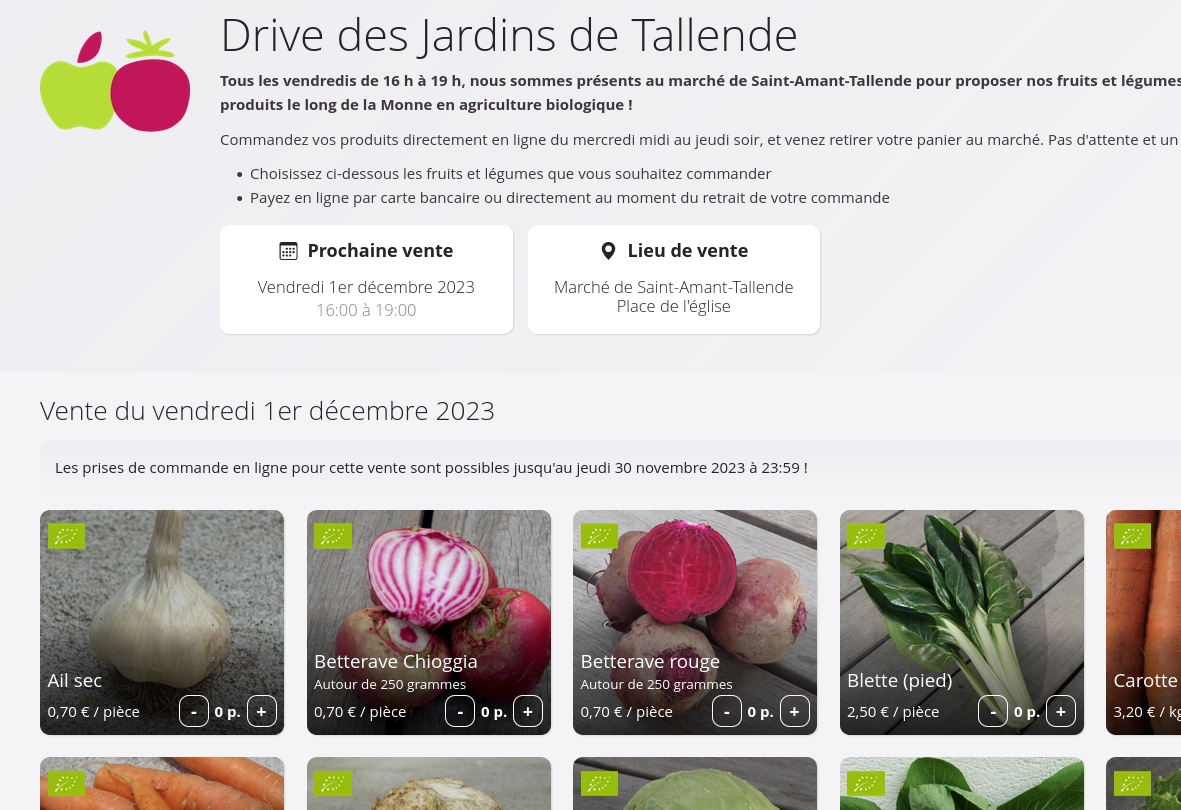 Drive des Jardins de Tallende
Tous les vendredis de 16 h à 19 h, nous sommes présents au marché de Saint-Amant-Tallende pour proposer nos fruits et légumes
produits le long de la Monne en agriculture biologique !
Commandez vos produits directement en ligne du mercredi midi au jeudi soir, et venez retirer votre panier au marché. Pas d'attente et un
• Choisissez ci-dessous les fruits et légumes que vous souhaitez commander
• Payez en ligne par carte bancaire ou directement au moment du retrait de votre commande
Prochaine vente
Vendredi 1er décembre 2023
16:00 à 19:00
Lieu de vente
Marché de Saint-Amant-Tallende
Place de l'église
Vente du vendredi 1er décembre 2023
Les prises de commande en ligne pour cette vente sont possibles jusqu'au jeudi 30 novembre 2023 à 23:59 !
Ail sec
0,70 € / pièce - 0 p. +
Betterave Chioggia
Autour de 250 grammes
0,70 € / pièce - 0 p. +
Betterave rouge
Autour de 250 grammes
0,70 € / pièce - 0 p. +
Blette (pied)
2,50 € / pièce - 0 p. +
Carotte
3,20 € / kg